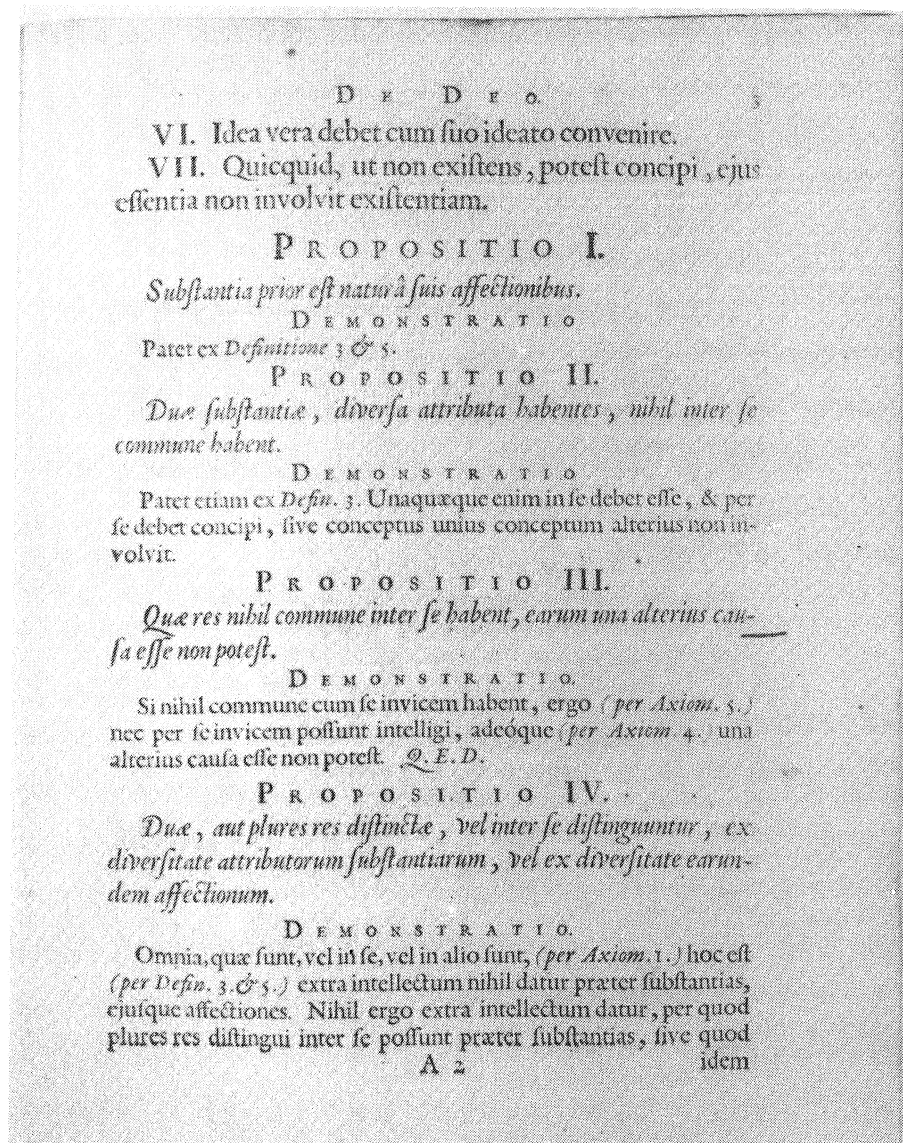 DE DEO. 3
VI. Idea vera debet cum ſuo ideato convenire.
VII. Quicquid, ut non exiſtens, poteſt concipi, ejus
eſſentia non involvit exiſtentiam.
PROPOSITIO I.
Subſtantia prior eſt naturâ ſuis affectionibus.
DEMONSTRATIO
Patet ex Definitione 3 & 5.
PROPOSITIO II.
Duæ ſubſtantiæ, diverſa attributa habentes, nihil inter ſe
commune habent.
DEMONSTRATIO
Patet etiam ex Defin. 3. Unaquæque enim in ſe debet eſſe, & per
ſe debet concipi, ſive conceptus unius conceptum alterius non in-
volvit.
PROPOSITIO III.
Quæ res nihil commune inter ſe habent, earum una alterius cau-
ſa eſſe non poteſt.
DEMONSTRATIO.
Si nihil commune cum ſe invicem habent, ergo (per Axiom. 5.)
nec per ſe invicem poſſunt intelligi, adeóque (per Axiom. 4.) una
alterius cauſa eſſe non poteſt. Q. E. D.
PROPOSITIO IV.
Duæ, aut plures res diſtinctæ, vel inter ſe diſtinguuntur, ex
diverſitate attributorum ſubſtantiarum, vel ex diverſitate earun-
dem affectionum.
DEMONSTRATIO.
Omnia, quæ ſunt, vel in ſe, vel in alio ſunt, (per Axiom. 1.) hoc eſt
(per Defin. 3. & 5.) extra intellectum nihil datur præter ſubſtantias,
ejuſque affectiones. Nihil ergo extra intellectum datur, per quod
plures res diſtingui inter ſe poſſunt præter ſubſtantias, ſive quod
A 2 idem